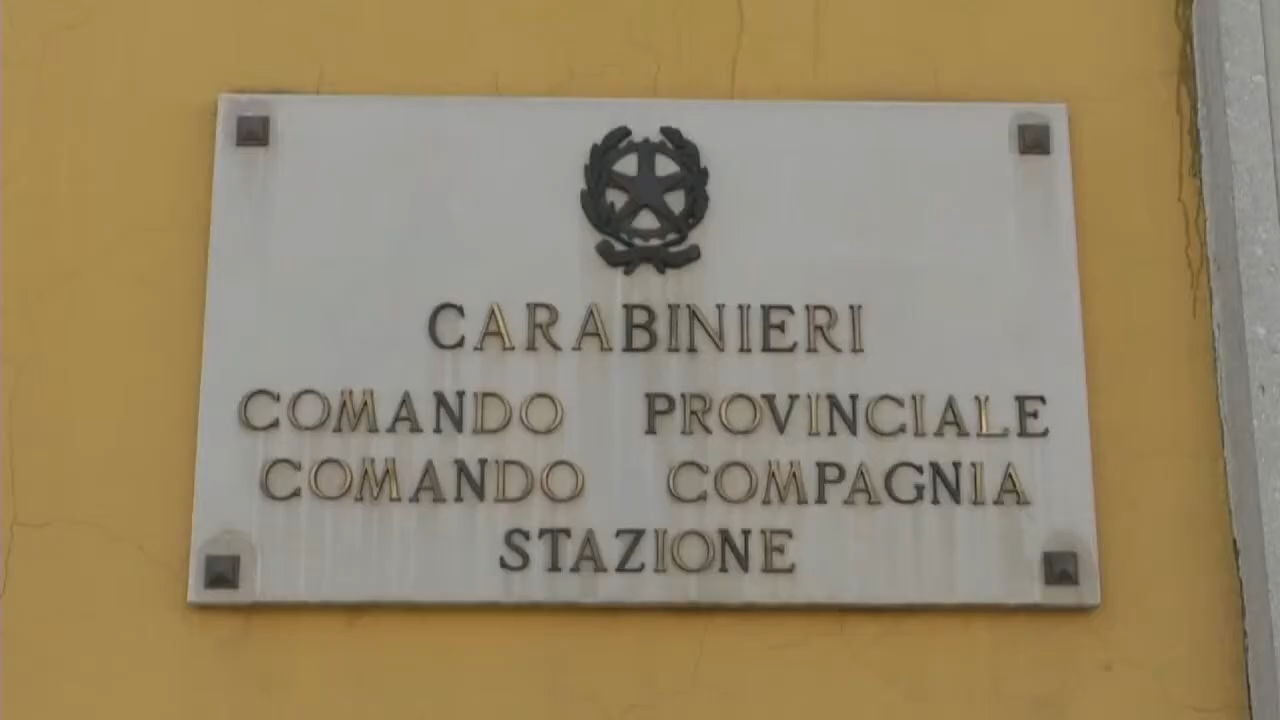 CARABINIERI
COMANDO PROVINCIALE
COMANDO COMPAGNIA
STAZIONE